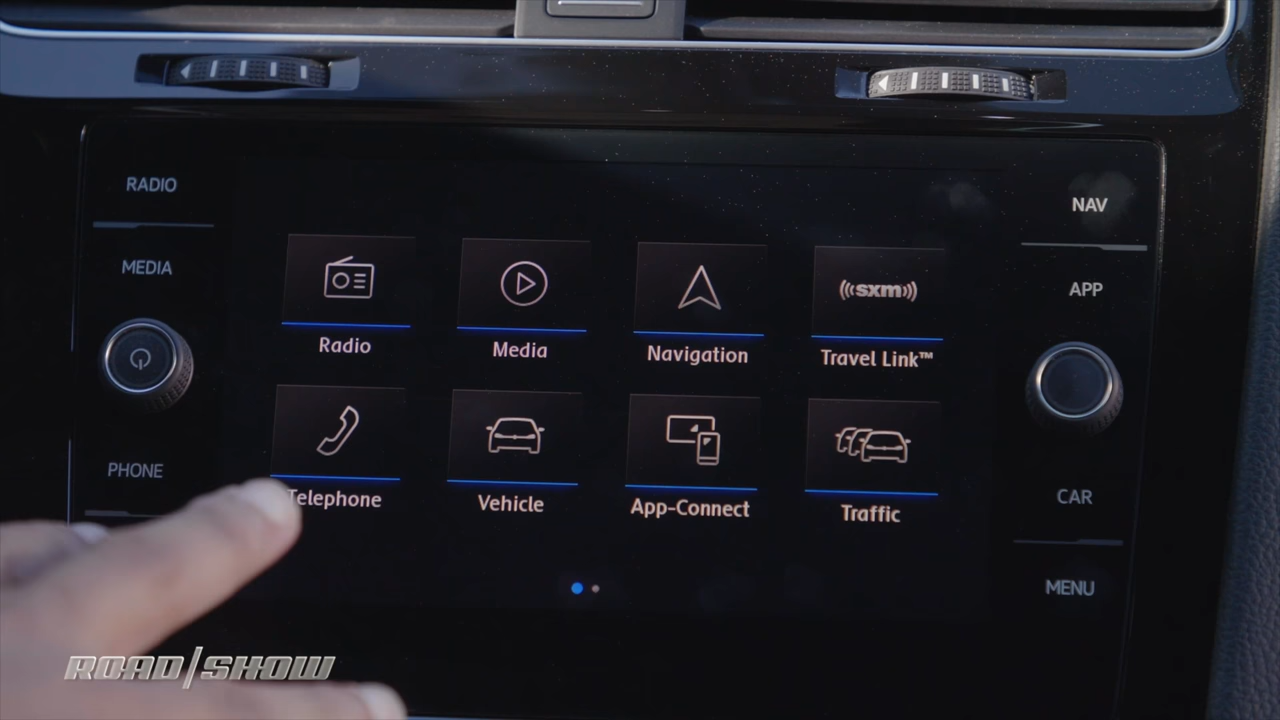 RADIO
MEDIA
PHONE
Radio
Media
Navigation
sxm
Travel Link™
Telephone
Vehicle
App-Connect
Traffic
NAV
APP
CAR
MENU
ROAD/SHOW